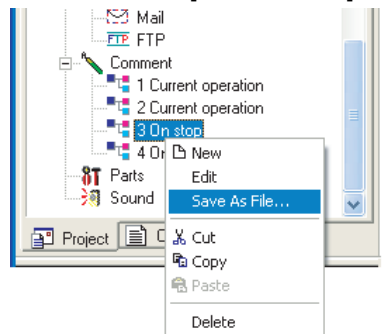 Mail
FTP FTP
Comment
1 Current operation
2 Current operation
3 On stop
4 Or
New
Parts
Edit
Sound
Save As File...
Project
Cut
Copy
Paste
Delete